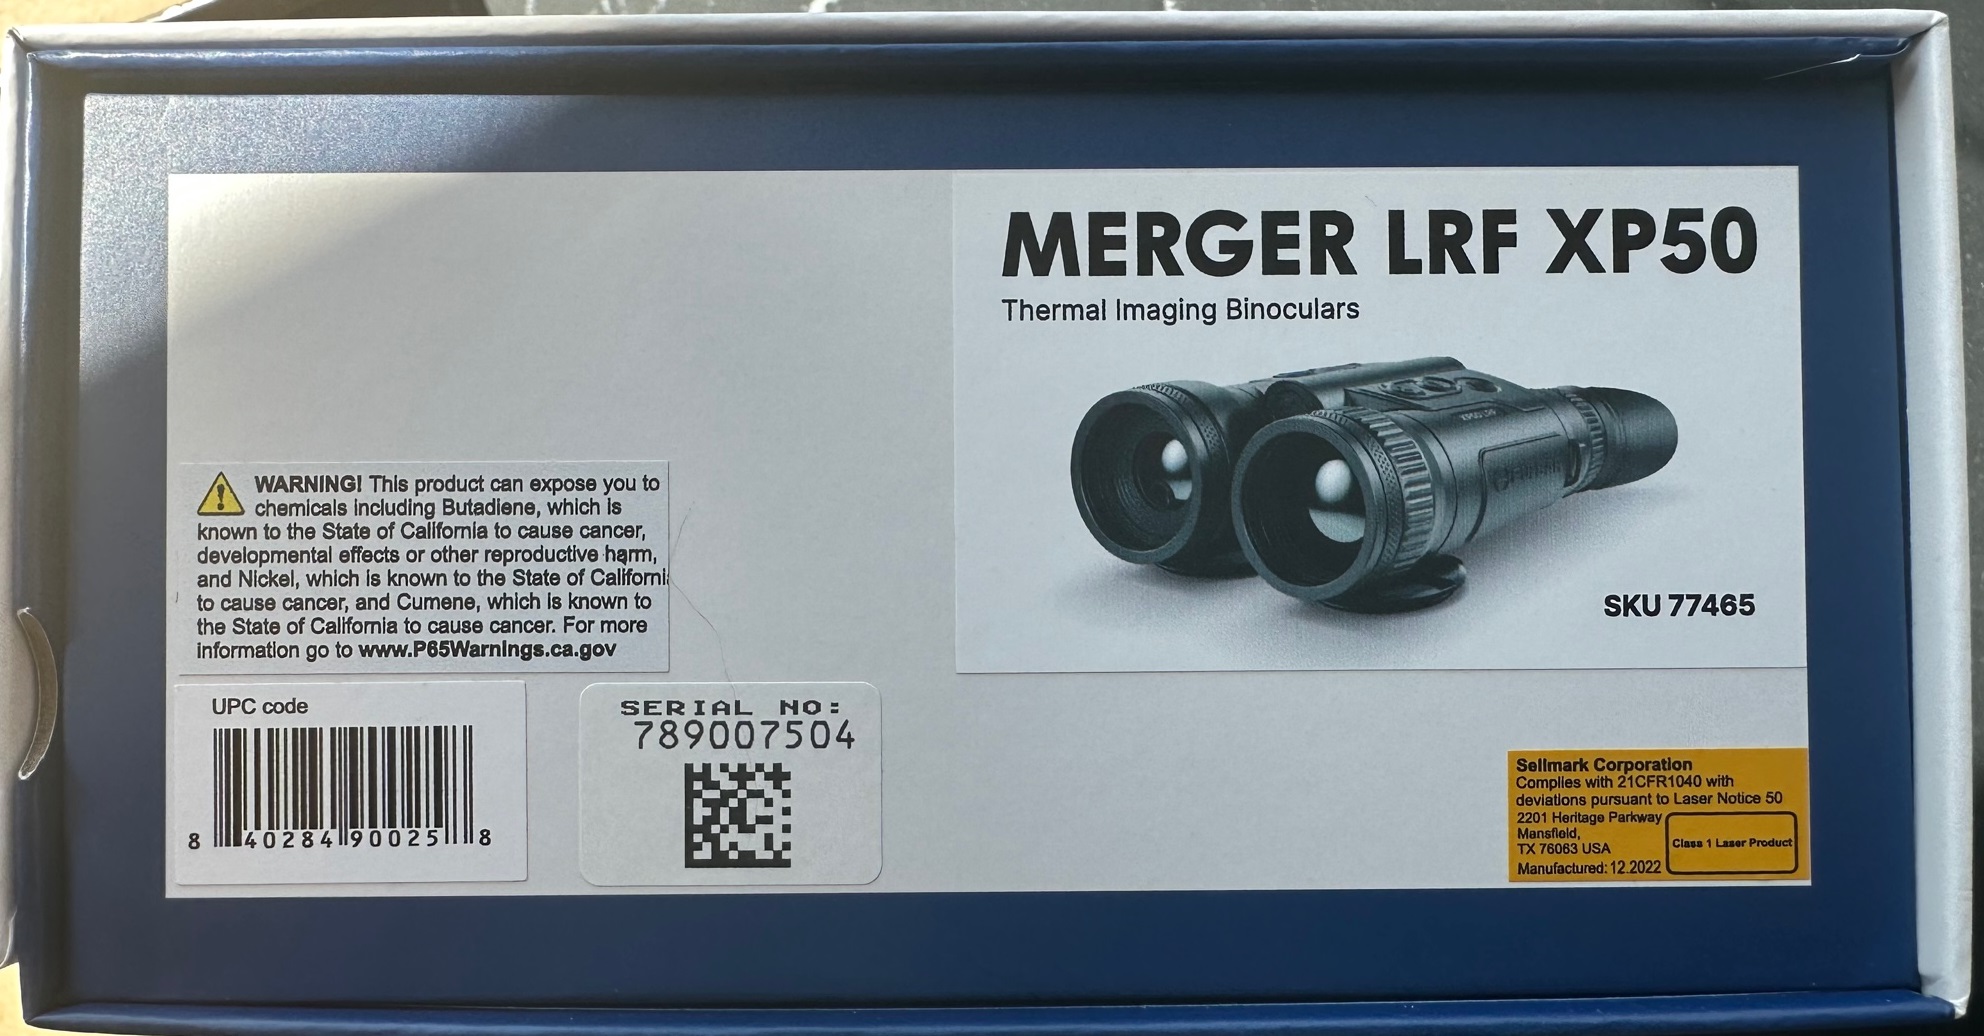 MERGER LRF XP50
Thermal Imaging Binoculars
XP50 LRF
SKU 77465
WARNING! This product can expose you to
chemicals including Butadiene, which is
known to the State of California to cause cancer,
developmental effects or other reproductive harm,
and Nickel, which is known to the State of Californi
to cause cancer, and Cumene, which is known to
the State of California to cause cancer. For more
information go to www.P65Warnings.ca.gov
UPC code
8 40284 90025 8
SERIAL NO:
789007504
Sellmark Corporation
Complies with 21CFR1040 with
deviations pursuant to Laser Notice 50
2201 Heritage Parkway
Mansfield,
TX 76063 USA
Manufactured: 12.2022
Class 1 Laser Product